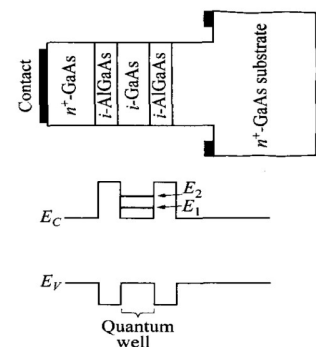 Contact
n⁺-GaAs
i-AlGaAs
i-GaAs
i-AlGaAs
n⁺-GaAs substrate
E₂
E₁
E_C
E_V
Quantum
well